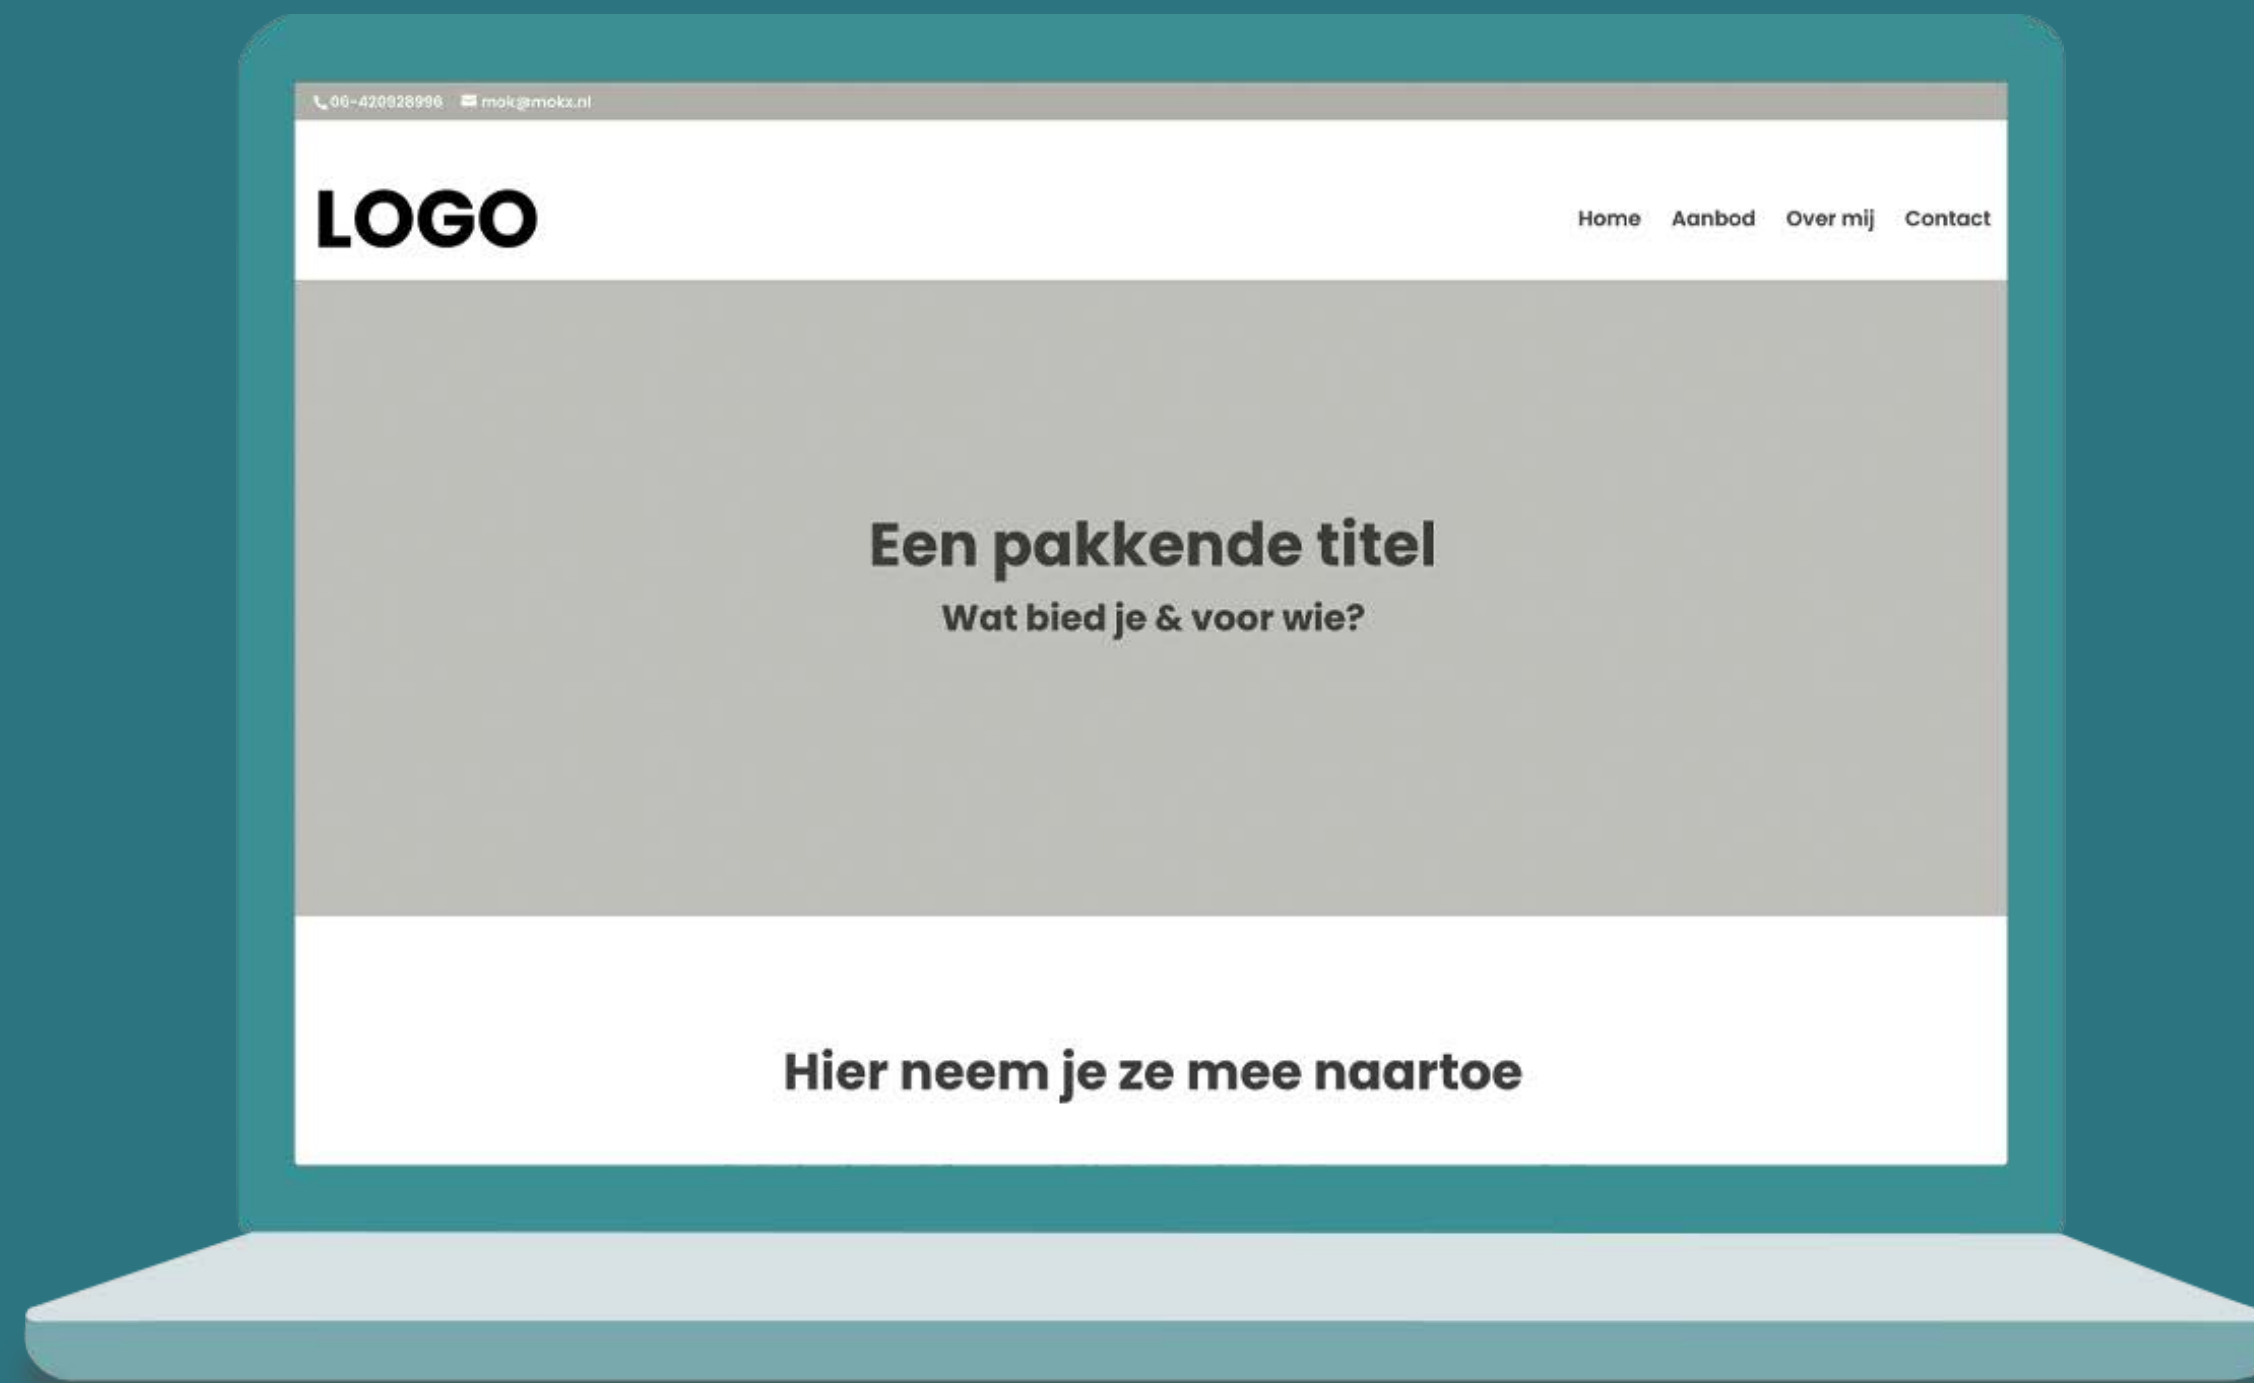 06-420928996 mok@mokx.nl
LOGO
Home Aanbod Over mij Contact
Een pakkende titel
Wat bied je & voor wie?
Hier neem je ze mee naartoe